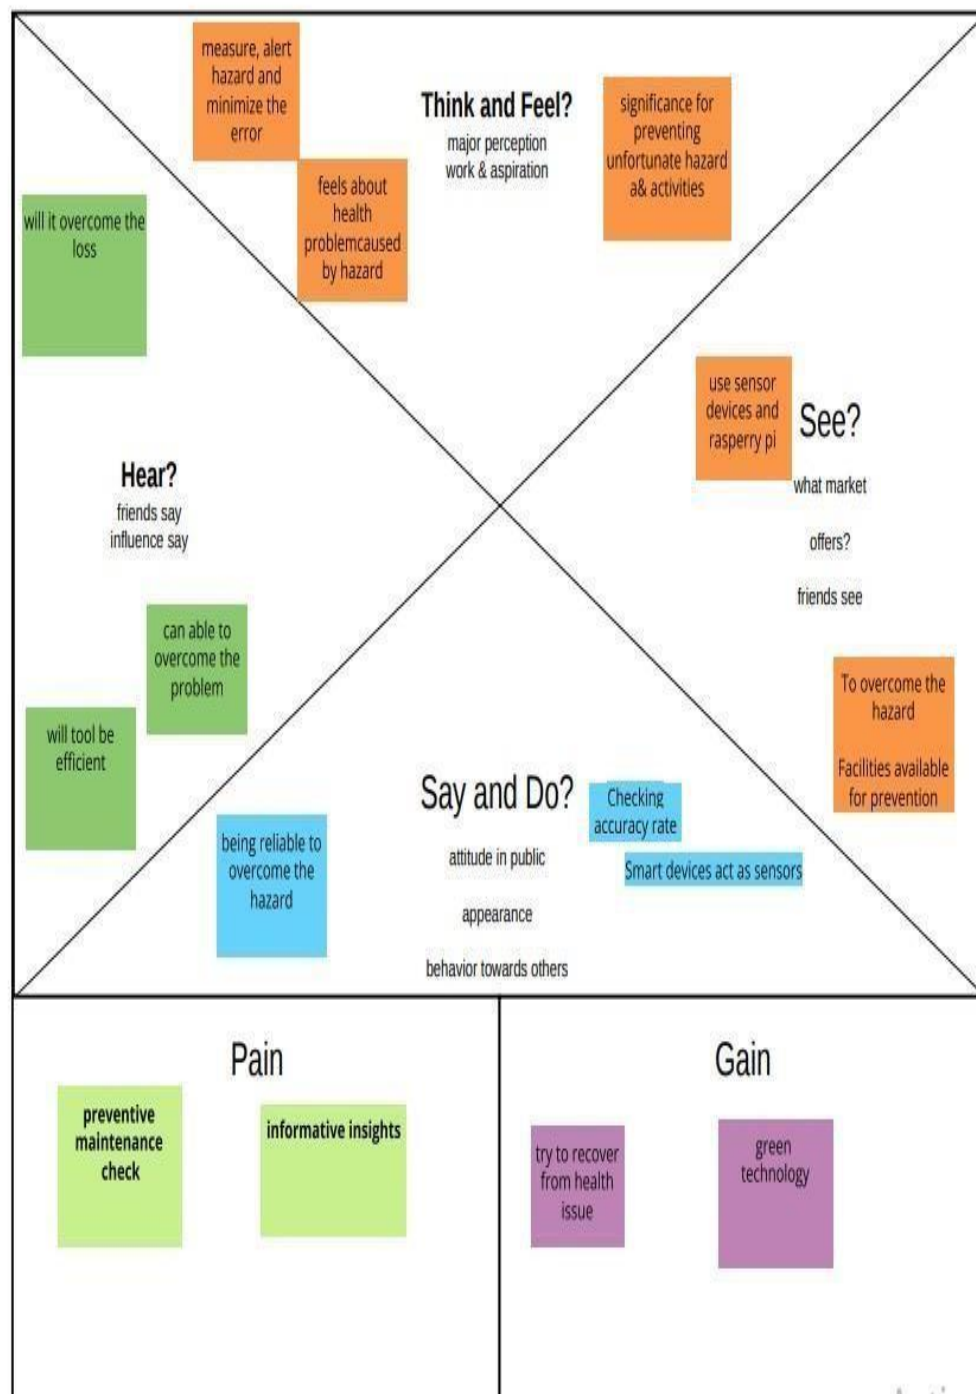 measure, alert
hazard and
minimize the
error
Think and Feel?
major perception
work & aspiration
significance for
preventing
unfortunate hazard
a& activities
feels about
health
problemcaused
by hazard
will it overcome the
loss
use sensor
devices and
rasperry pi
See?
what market
offers?
friends see
Hear?
friends say
influence say
can able to
overcome the
problem
will tool be
efficient
To overcome the
hazard
Facilities available
for prevention
Say and Do?
attitude in public
appearance
behavior towards others
Checking
accuracy rate
Smart devices act as sensors
being reliable to
overcome the
hazard
Pain
preventive
maintenance
check
informative insights
Gain
try to recover
from health
issue
green
technology